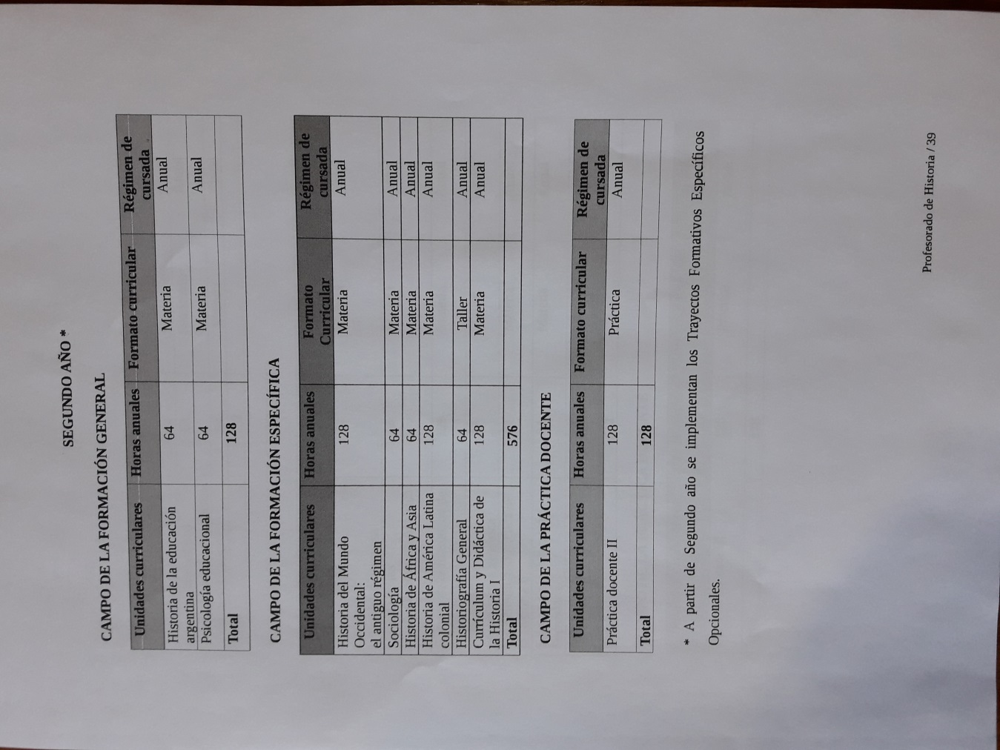 SEGUNDO AÑO *
CAMPO DE LA FORMACIÓN GENERAL
Unidades curriculares Horas anuales Formato curricular Régimen de
cursada
Historia de la educación 64 Materia Anual
argentina
Psicología educacional 64 Materia Anual
Total 128
CAMPO DE LA FORMACIÓN ESPECÍFICA
Unidades curriculares Horas anuales Formato Régimen de
Curricular cursada
Historia del Mundo 128 Materia Anual
Occidental:
el antiguo régimen
Sociología 64 Materia Anual
Historia de África y Asia 64 Materia Anual
Historia de América Latina 128 Materia Anual
colonial
Historiografía General 64 Taller Anual
Currículum y Didáctica de 128 Materia Anual
la Historia I
Total 576
CAMPO DE LA PRÁCTICA DOCENTE
Unidades curriculares Horas anuales Formato curricular Régimen de
cursada
Práctica docente II 128 Práctica Anual
Total 128
* A partir de Segundo año se implementan los Trayectos Formativos Específicos
Opcionales.
Profesorado de Historia / 39